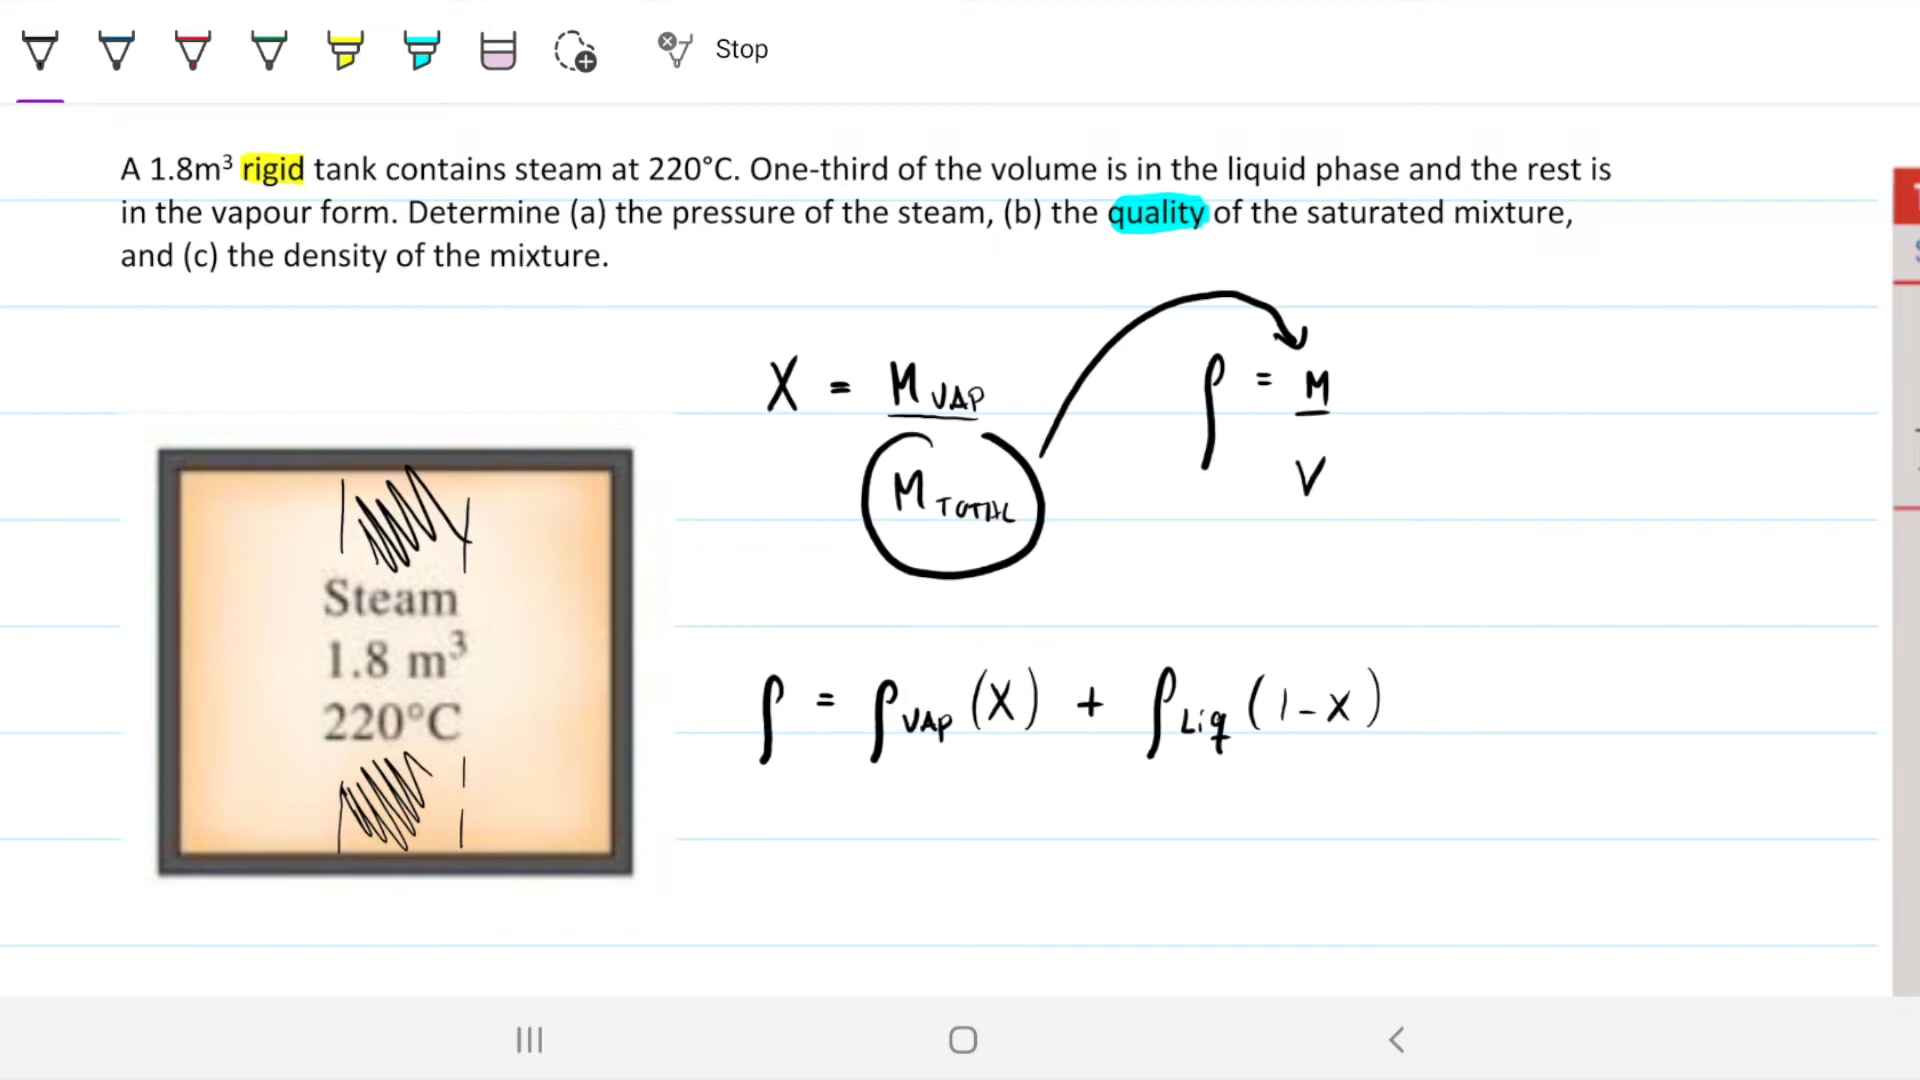 Stop
A 1.8m³ rigid tank contains steam at 220°C. One-third of the volume is in the liquid phase and the rest is
in the vapour form. Determine (a) the pressure of the steam, (b) the quality of the saturated mixture,
and (c) the density of the mixture.
X = M VAP / M TOTAL
ρ = M / V
Steam
1.8 m³
220°C
ρ = ρ VAP (X) + ρ Liq (1-x)